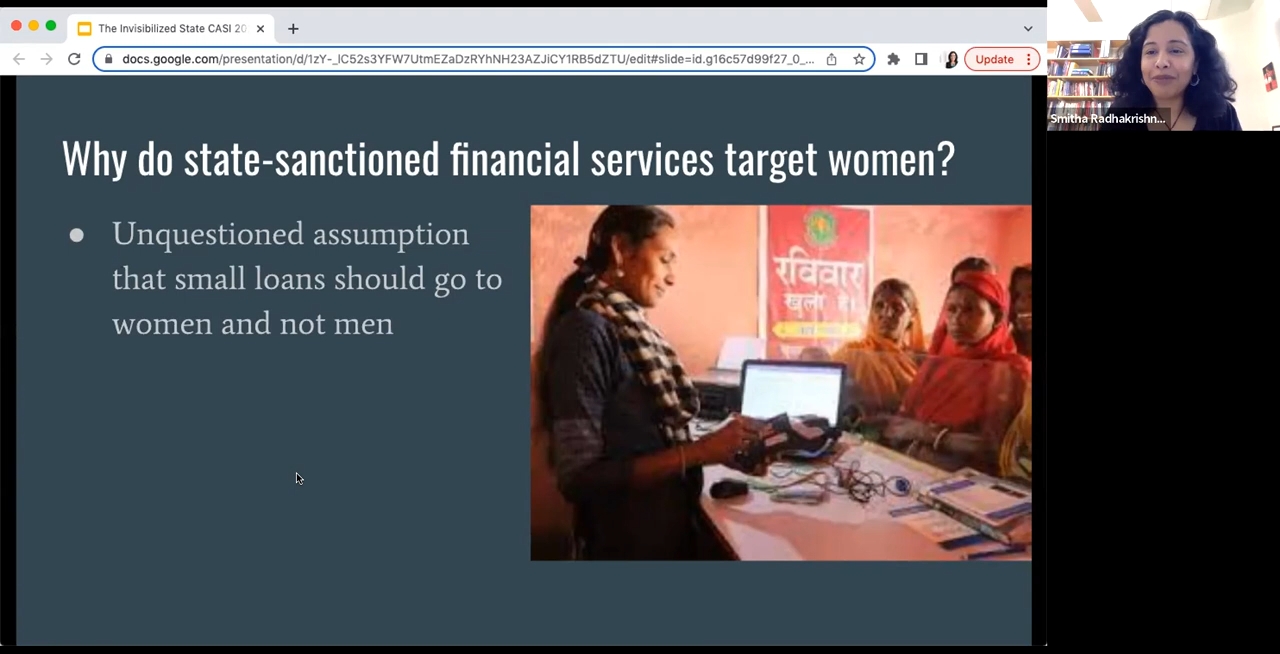 The Invisibilized State CASI 20
docs.google.com/presentation/d/1zY-_lC52s3YFW7UtmEZaDzRYhNH23AZJiCY1RB5dZTU/edit#slide=id.g16c57d99f27_0_...
Update
Smitha Radhakrishn...
Why do state-sanctioned financial services target women?
● Unquestioned assumption
that small loans should go to
women and not men
रविवार
खुला है।